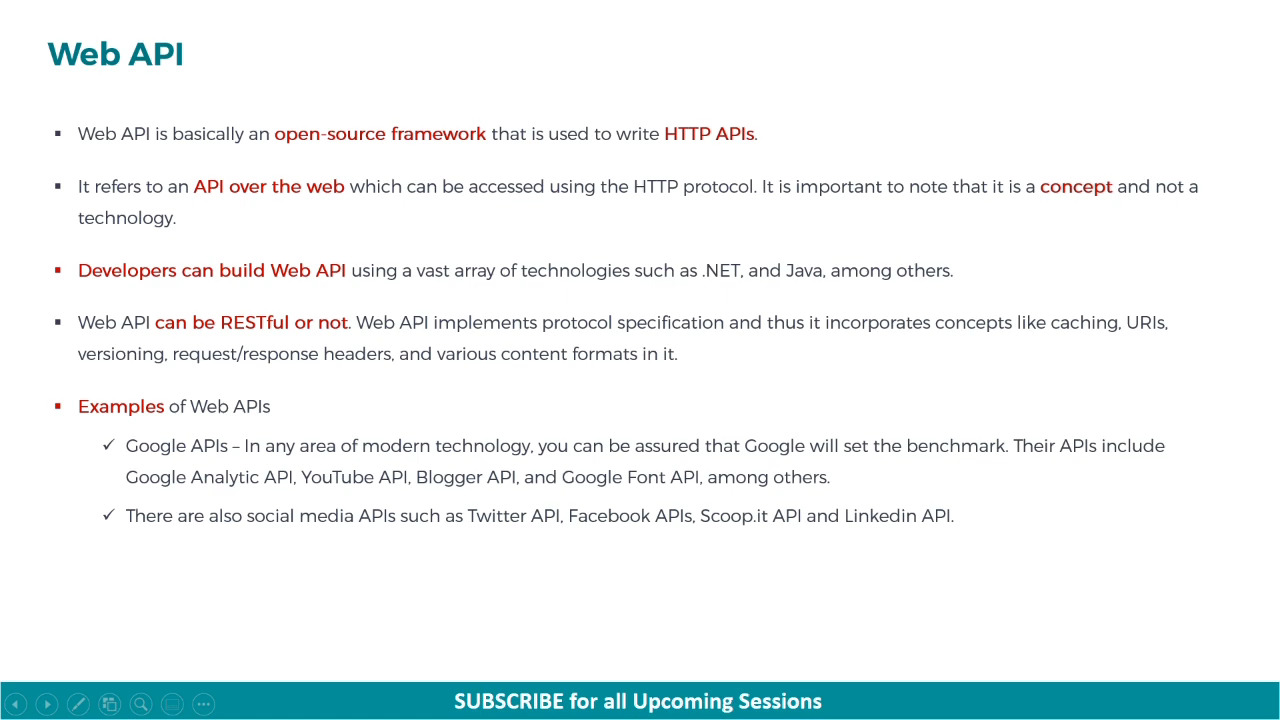 Web API
▪ Web API is basically an open-source framework that is used to write HTTP APIs.
▪ It refers to an API over the web which can be accessed using the HTTP protocol. It is important to note that it is a concept and not a
technology.
▪ Developers can build Web API using a vast array of technologies such as .NET, and Java, among others.
▪ Web API can be RESTful or not. Web API implements protocol specification and thus it incorporates concepts like caching, URIs,
versioning, request/response headers, and various content formats in it.
▪ Examples of Web APIs
✓ Google APIs – In any area of modern technology, you can be assured that Google will set the benchmark. Their APIs include
Google Analytic API, YouTube API, Blogger API, and Google Font API, among others.
✓ There are also social media APIs such as Twitter API, Facebook APIs, Scoop.it API and Linkedin API.
SUBSCRIBE for all Upcoming Sessions